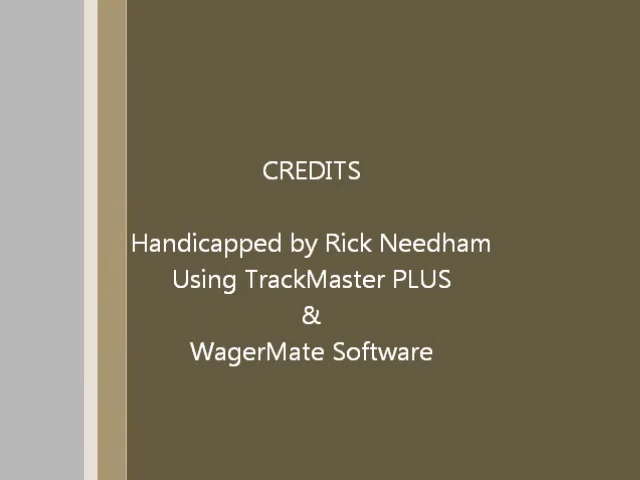 CREDITS
Handicapped by Rick Needham
Using TrackMaster PLUS
&
WagerMate Software